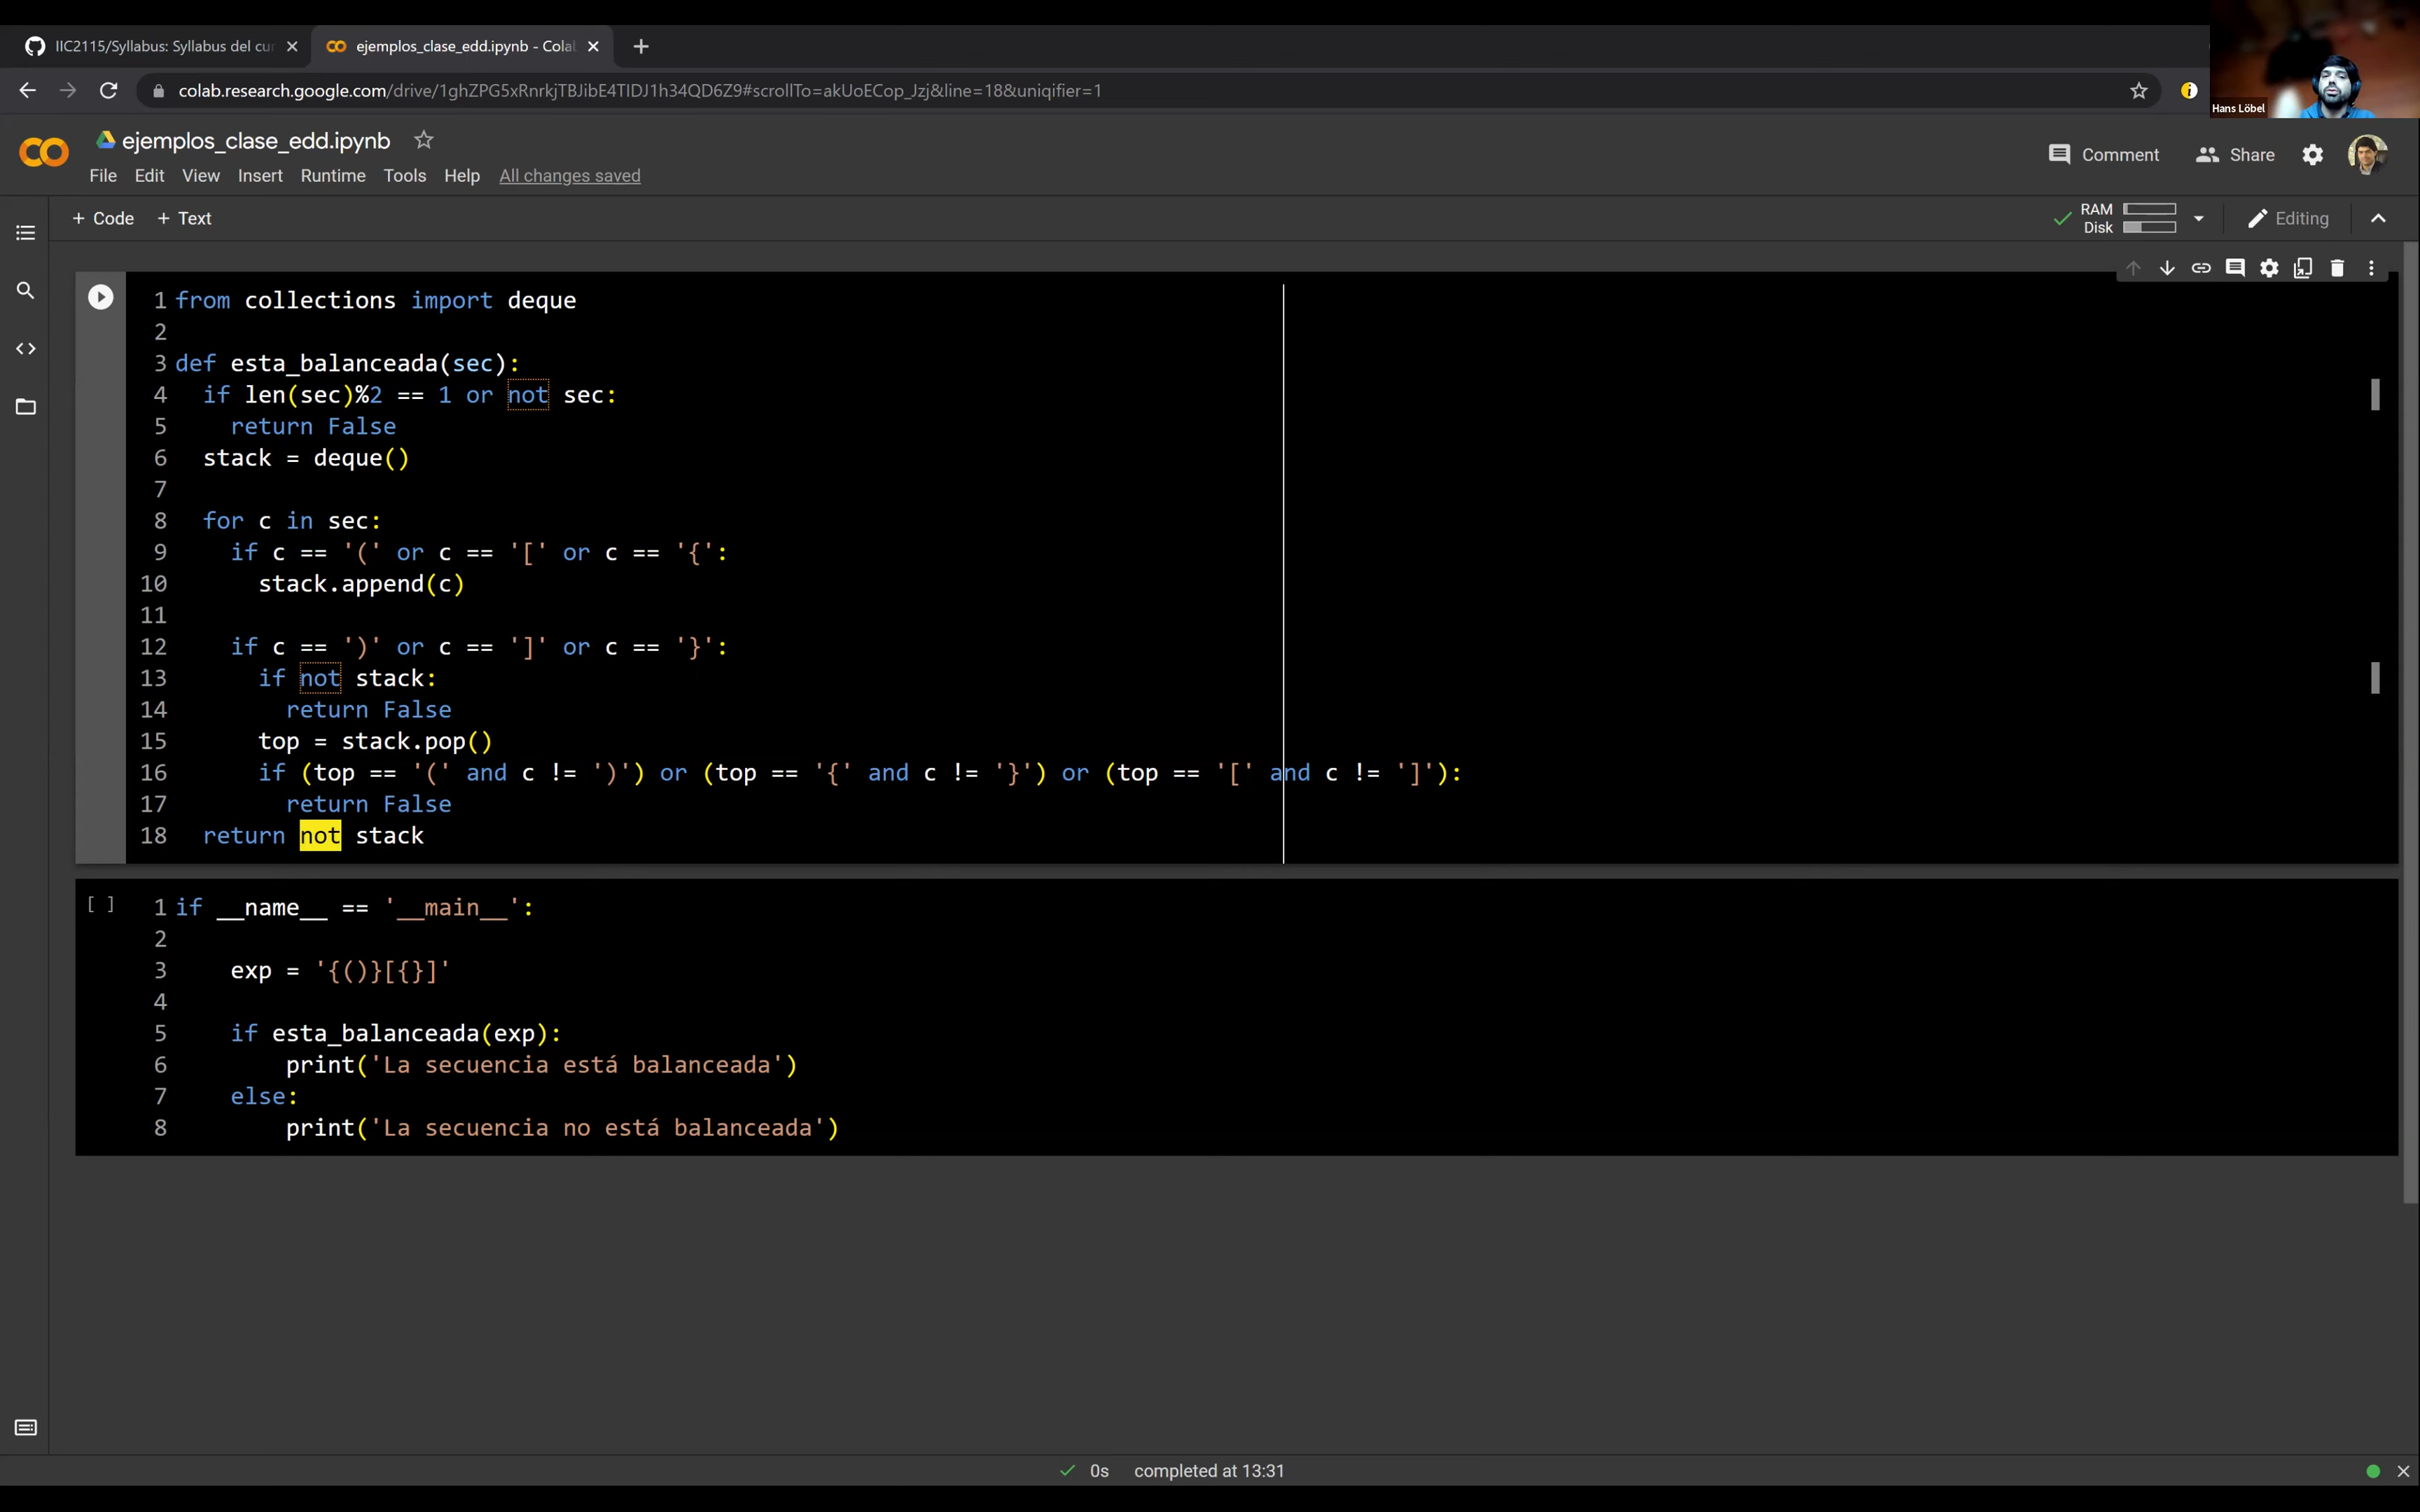 IIC2115/Syllabus: Syllabus del cur
ejemplos_clase_edd.ipynb - Colab
colab.research.google.com/drive/1ghZPG5xRnrkjTBJibE4TIDJ1h34QD6Z9#scrollTo=akUoECop_Jzj&line=18&uniqifier=1
Hans Löbel
ejemplos_clase_edd.ipynb
Comment
Share
File Edit View Insert Runtime Tools Help All changes saved
+ Code + Text
RAM
Disk
Editing
1 from collections import deque
2
3 def esta_balanceada(sec):
4   if len(sec)%2 == 1 or not sec:
5     return False
6   stack = deque()
7
8   for c in sec:
9     if c == '(' or c == '[' or c == '{':
10       stack.append(c)
11
12     if c == ')' or c == ']' or c == '}':
13       if not stack:
14         return False
15       top = stack.pop()
16       if (top == '(' and c != ')') or (top == '{' and c != '}') or (top == '[' and c != ']'):
17         return False
18   return not stack
[ ]
1 if __name__ == '__main__':
2
3     exp = '{()}[{}]'
4
5     if esta_balanceada(exp):
6         print('La secuencia está balanceada')
7     else:
8         print('La secuencia no está balanceada')
0s completed at 13:31